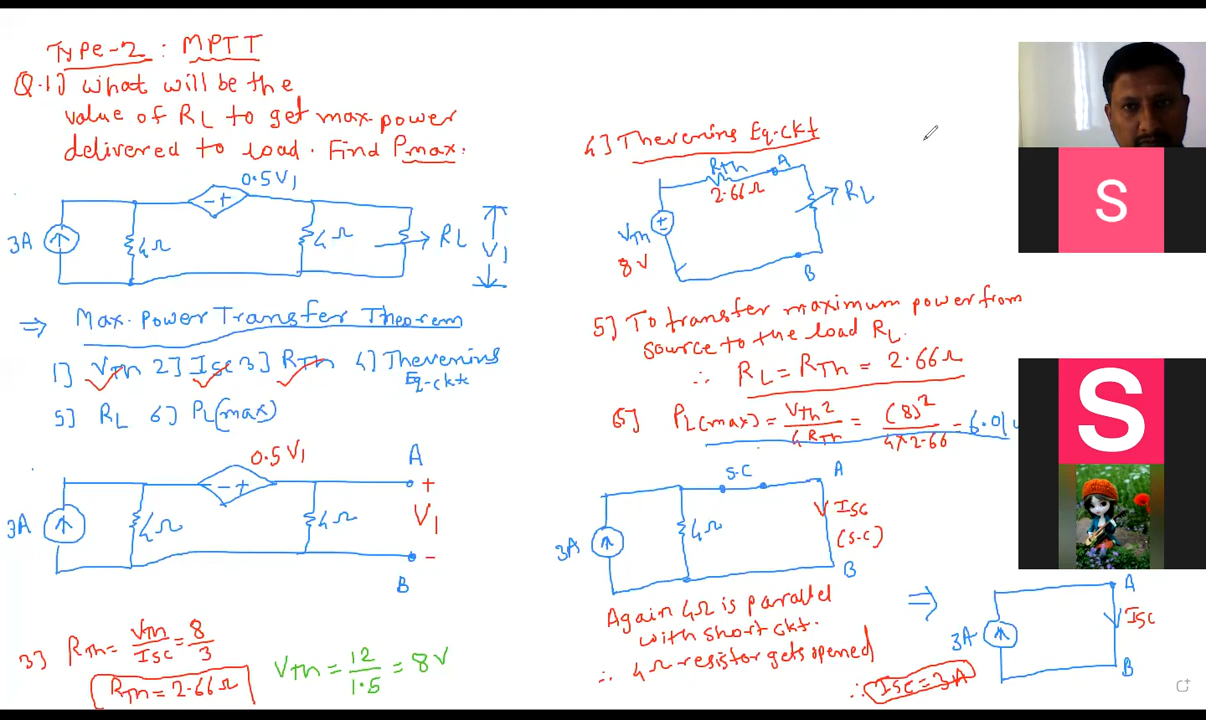 Type-2 : MPTT
Q.1] What will be the
value of RL to get max power
delivered to load. Find Pmax.
0.5V1
- +
3A
4Ω
4Ω
RL
V1
⇒ Max. Power Transfer Theorem
1] VTh 2] Isc 3] RTh 4] Thevenins
Eq-ckt
5] RL 6] PL(max)
0.5V1
A
- +
+
3A
4Ω
4Ω
V1
-
B
3] RTh = VTh/Isc = 8/3
RTh = 2.66Ω
VTh = 12/1.5 = 8V
4] Thevenins Eq-ckt
RTh
A
2.66Ω
RL
±
VTh
8V
B
5] To transfer maximum power from
source to the load RL.
∴ RL = RTh = 2.66Ω
6] PL(max) = VTh2/4RTh = (8)2/4×2.66 = 6.01
S.C
A
Isc
(S.C)
3A
4Ω
B
Again 4Ω is parallel
with short ckt.
∴ 4Ω resistor gets opened
∴ Isc = 3A
⇒
A
3A
Isc
B
S
S